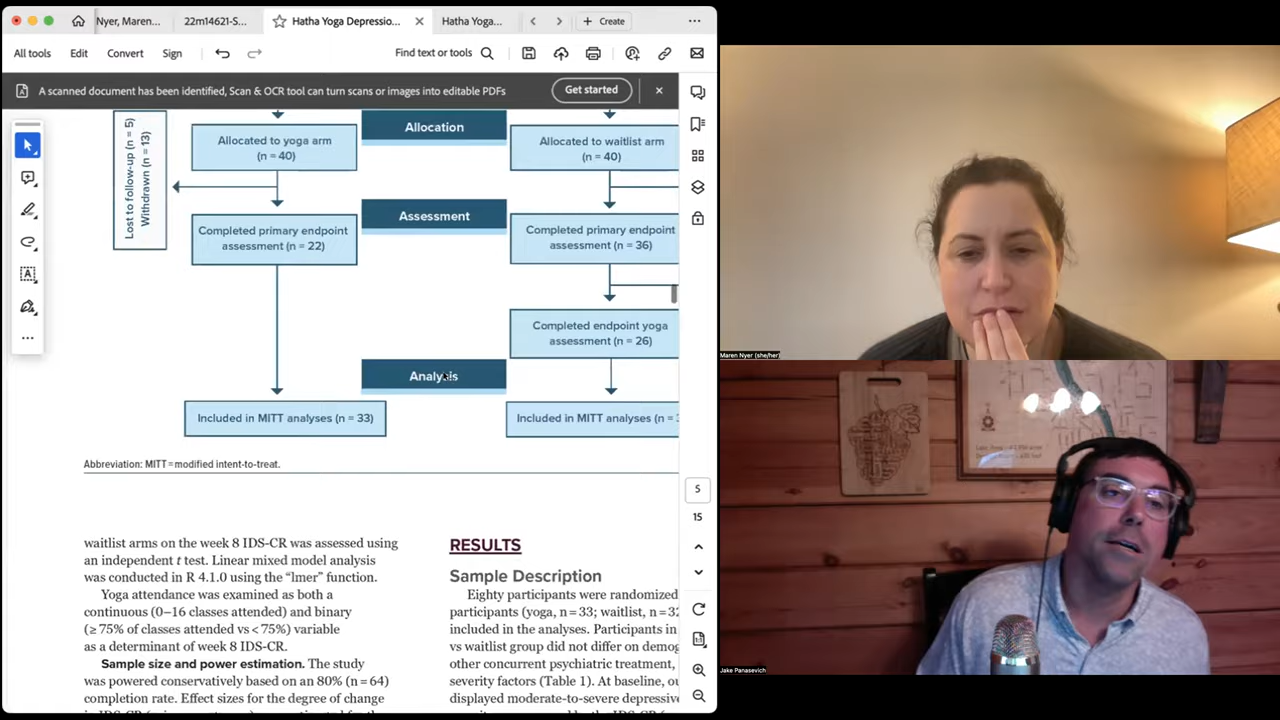 Nyer, Maren...
22m14621-S...
Hatha Yoga Depressio...
Hatha Yoga...
Create
All tools
Edit
Convert
Sign
Find text or tools
A scanned document has been identified, Scan & OCR tool can turn scans or images into editable PDFs
Get started
Lost to follow-up (n = 5)
Withdrawn (n = 13)
Allocated to yoga arm
(n = 40)
Allocation
Allocated to waitlist arm
(n = 40)
Assessment
Completed primary endpoint
assessment (n = 22)
Completed primary endpoint
assessment (n = 36)
Completed endpoint yoga
assessment (n = 26)
Analysis
Included in MITT analyses (n = 33)
Included in MITT analyses (n =
Abbreviation: MITT = modified intent-to-treat.
5
15
waitlist arms on the week 8 IDS-CR was assessed using
an independent t test. Linear mixed model analysis
was conducted in R 4.1.0 using the “lmer” function.
Yoga attendance was examined as both a
continuous (0–16 classes attended) and binary
(≥ 75% of classes attended vs < 75%) variable
as a determinant of week 8 IDS-CR.
Sample size and power estimation. The study
was powered conservatively based on an 80% (n = 64)
completion rate. Effect sizes for the degree of change
RESULTS
Sample Description
Eighty participants were randomized
participants (yoga, n = 33; waitlist, n = 32
included in the analyses. Participants in
vs waitlist group did not differ on demog
other concurrent psychiatric treatment,
severity factors (Table 1). At baseline, ou
displayed moderate-to-severe depressive
Maren Nyer (she/her)
Jake Panasevich